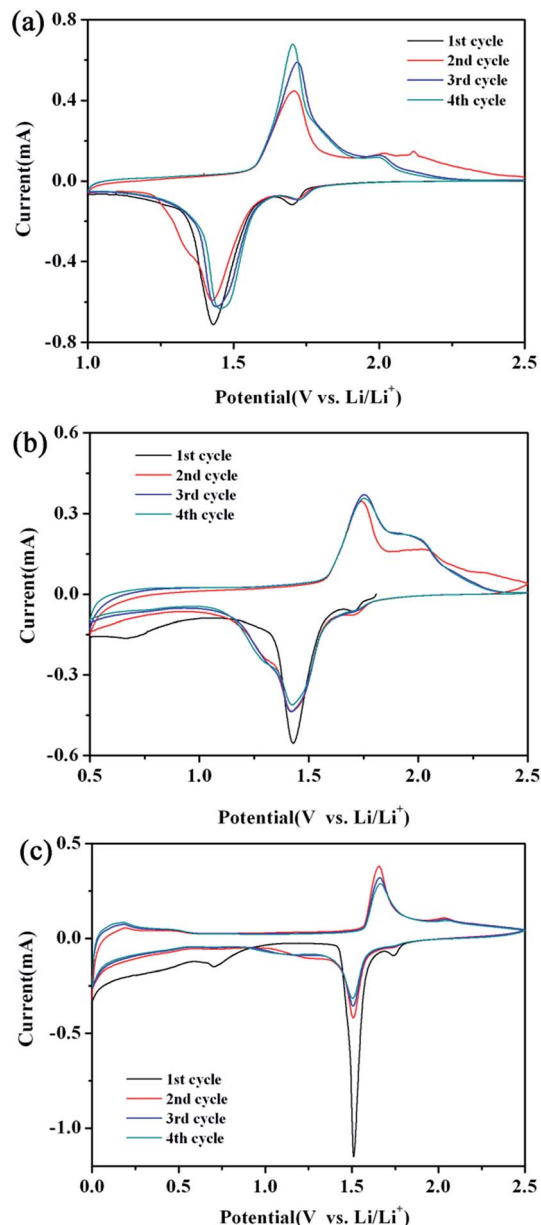 (a)
1st cycle
2nd cycle
3rd cycle
4th cycle
0.8
0.4
0.0
-0.4
-0.8
Current(mA)
1.0 1.5 2.0 2.5
Potential(V vs. Li/Li⁺)
(b)
1st cycle
2nd cycle
3rd cycle
4th cycle
0.6
0.3
0.0
-0.3
-0.6
Current(mA)
0.5 1.0 1.5 2.0 2.5
Potential(V vs. Li/Li⁺)
(c)
0.5
0.0
-0.5
-1.0
Current(mA)
1st cycle
2nd cycle
3rd cycle
4th cycle
0.0 0.5 1.0 1.5 2.0 2.5
Potential(V vs. Li/Li⁺)